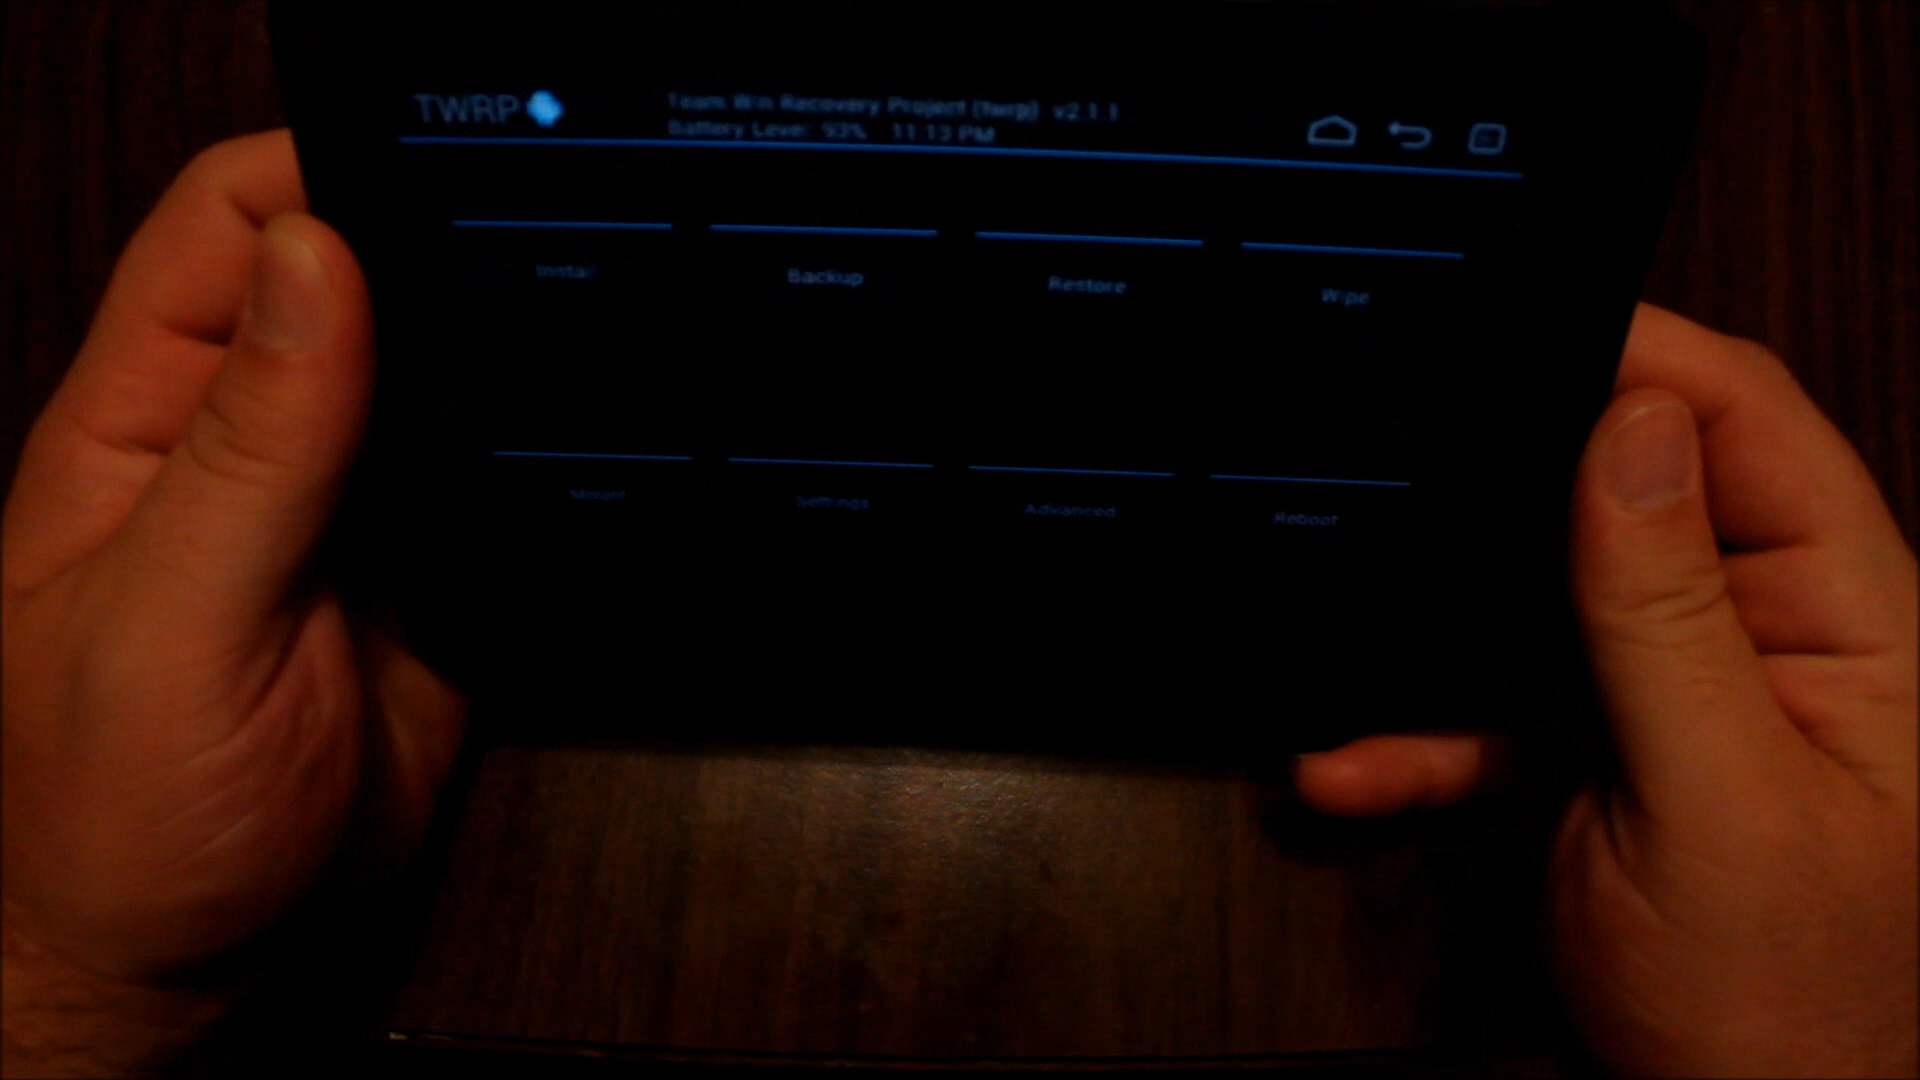 TWRP
Team Win Recovery Project (twrp) v2.1.1
Battery Level: 93% 11:13 PM
Install Backup Restore Wipe
Mount Settings Advanced Reboot